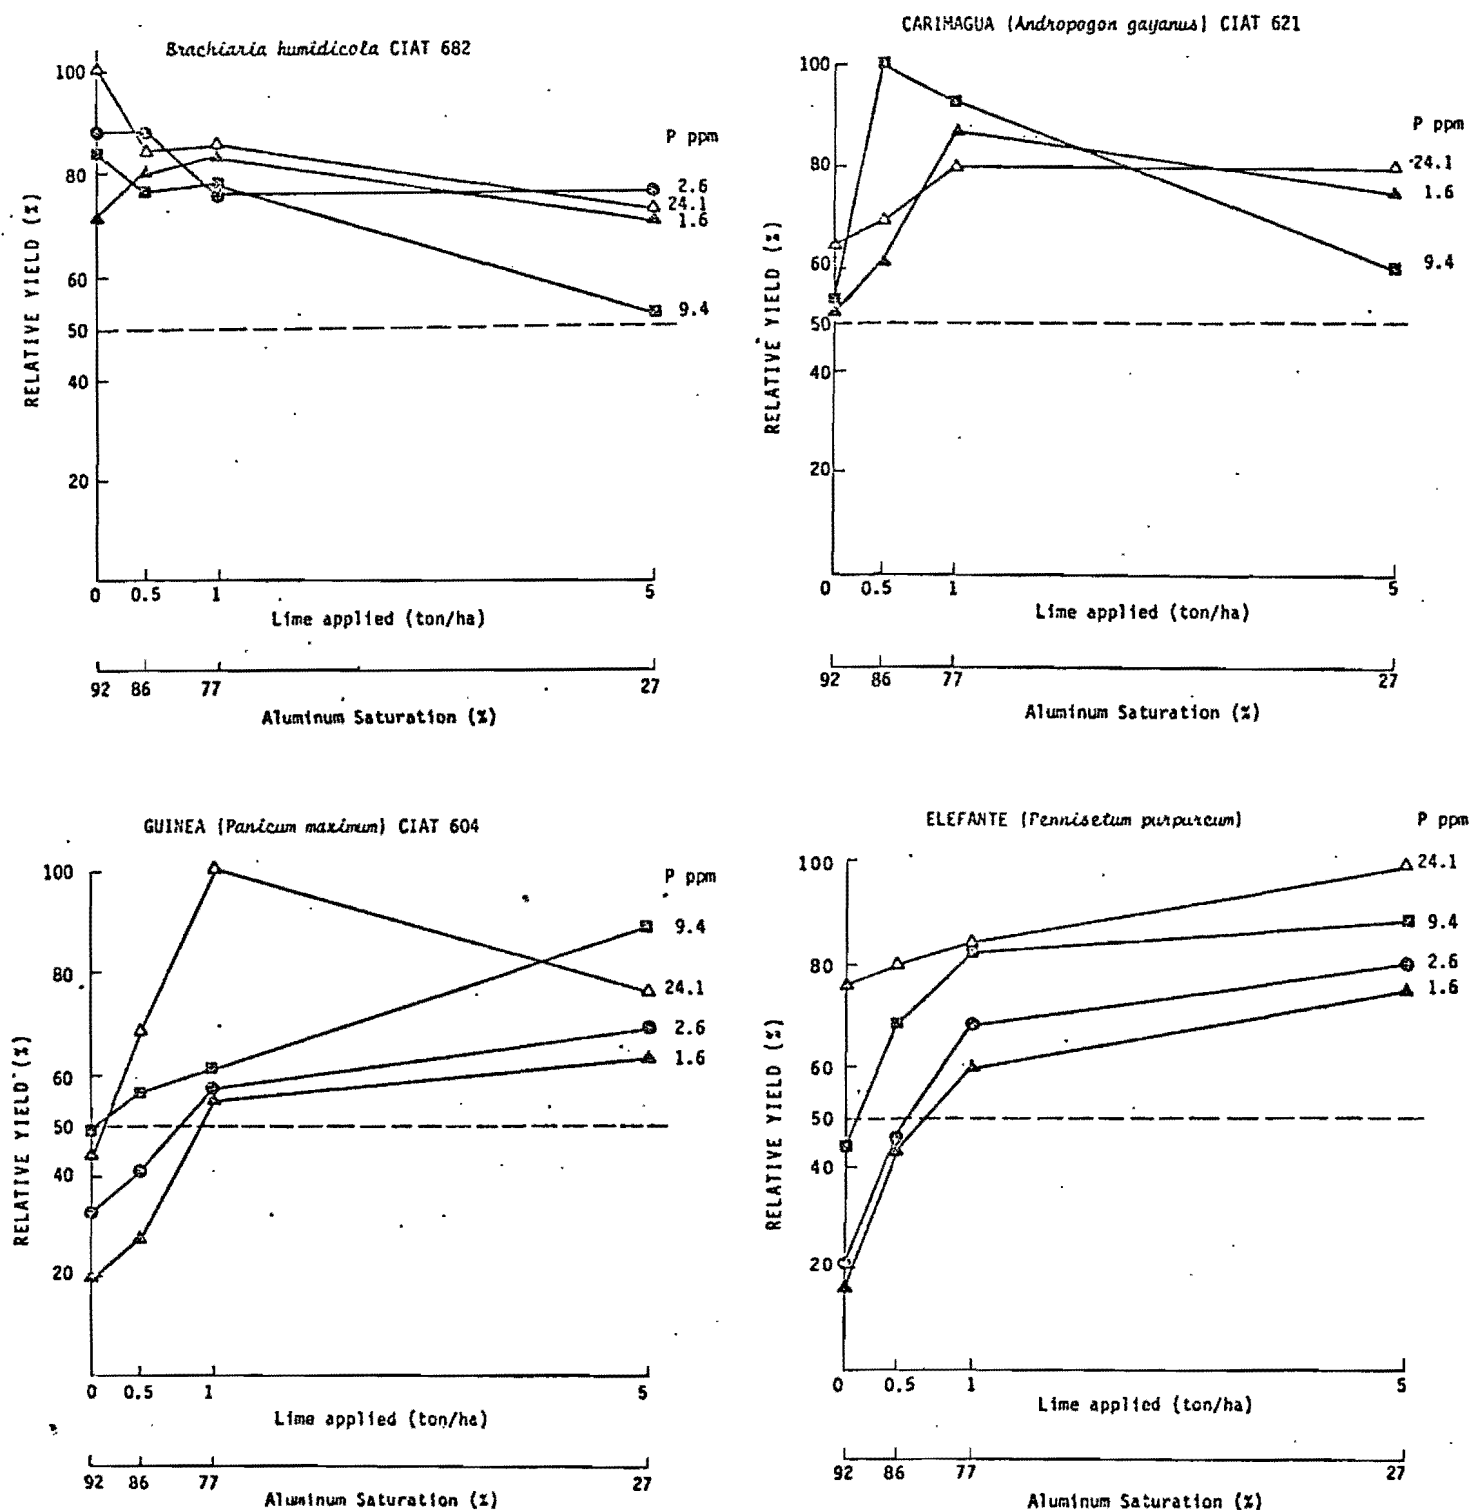 Brachiaria humidicola CIAT 682
100
80
60
50
40
20
RELATIVE YIELD (%)
P ppm
2.6
24.1
1.6
9.4
0 0.5 1 5
Lime applied (ton/ha)
92 86 77 27
Aluminum Saturation (%)
CARIMAGUA (Andropogon gayanus) CIAT 621
100
80
60
50
40
20
RELATIVE YIELD (%)
P ppm
24.1
1.6
9.4
0 0.5 1 5
Lime applied (ton/ha)
92 86 77 27
Aluminum Saturation (%)
GUINEA (Panicum maximum) CIAT 604
100
80
60
50
40
20
RELATIVE YIELD (%)
P ppm
9.4
24.1
2.6
1.6
0 0.5 1 5
Lime applied (ton/ha)
92 86 77 27
Aluminum Saturation (%)
ELEFANTE (Pennisetum purpurcum)
100
80
60
50
40
20
RELATIVE YIELD (%)
P ppm
24.1
9.4
2.6
1.6
0 0.5 1 5
Lime applied (ton/ha)
92 86 77 27
Aluminum Saturation (%)